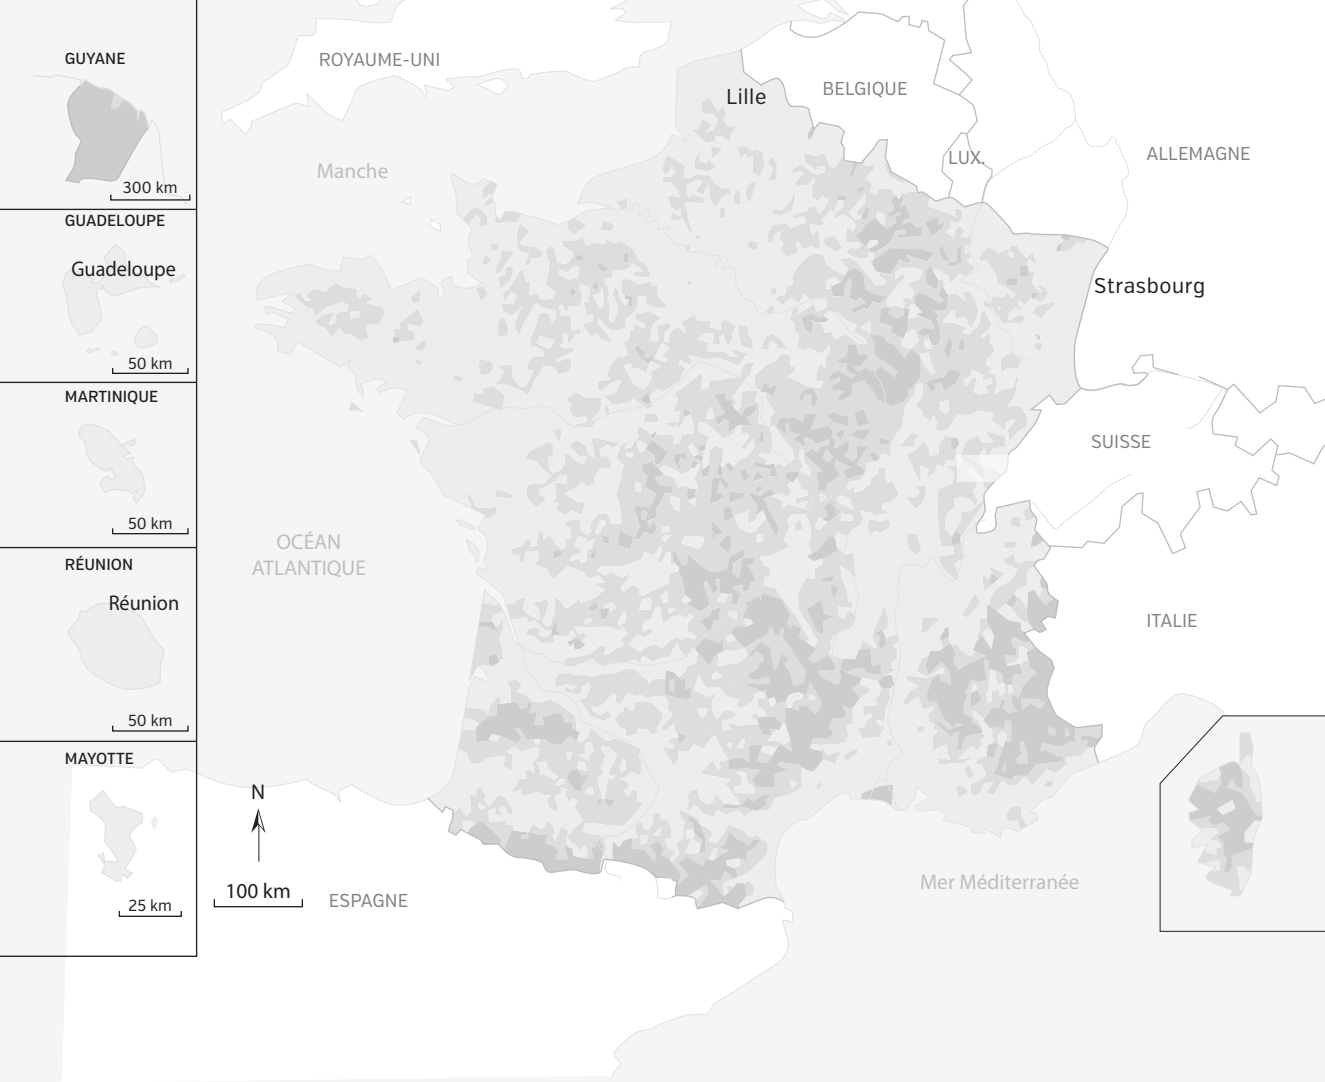 GUYANE
300 km
GUADELOUPE
Guadeloupe
50 km
MARTINIQUE
50 km
RÉUNION
Réunion
50 km
MAYOTTE
25 km
N
100 km
ROYAUME-UNI
Manche
Lille
BELGIQUE
LUX.
ALLEMAGNE
Strasbourg
SUISSE
OCÉAN
ATLANTIQUE
ITALIE
ESPAGNE
Mer Méditerranée